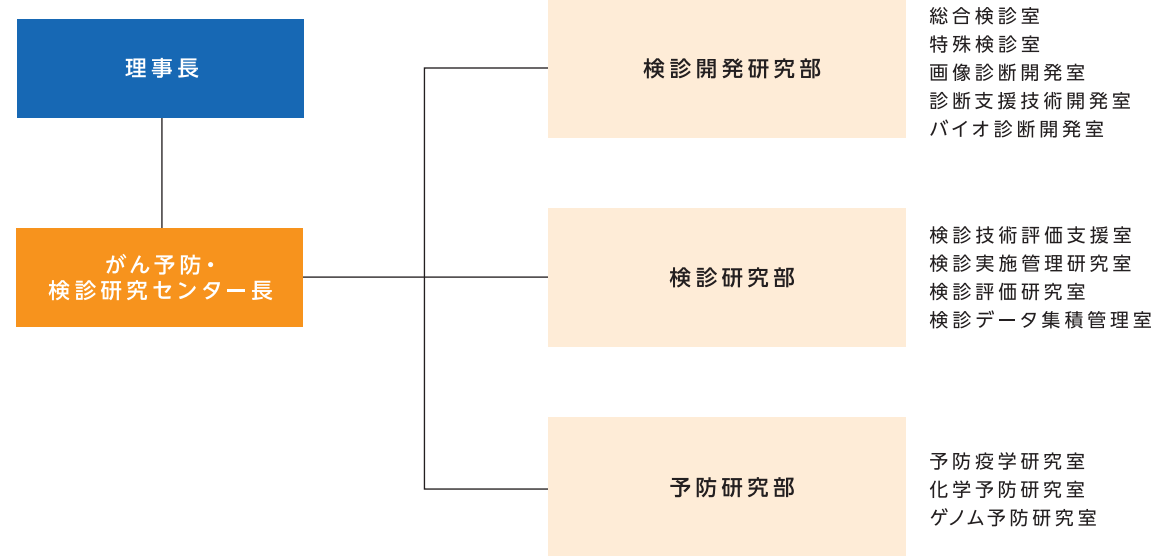 理事長
がん予防・
検診研究センター長
検診開発研究部
総合検診室
特殊検診室
画像診断開発室
診断支援技術開発室
バイオ診断開発室
検診研究部
検診技術評価支援室
検診実施管理研究室
検診評価研究室
検診データ集積管理室
予防研究部
予防疫学研究室
化学予防研究室
ゲノム予防研究室